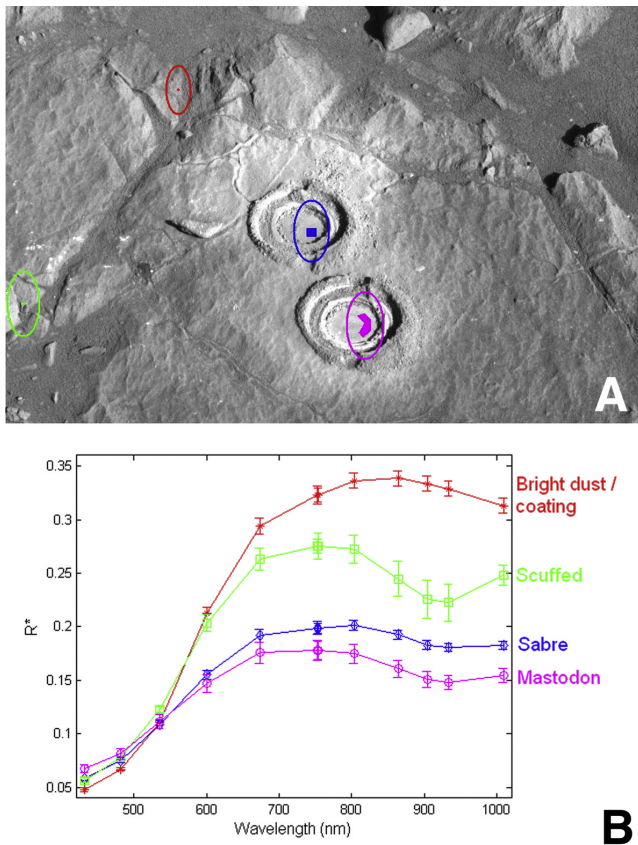 A
0.35
0.3
0.25
0.2
0.15
0.1
0.05
R*
500
600
700
800
900
1000
Wavelength (nm)
Bright dust /
coating
Scuffed
Sabre
Mastodon
B